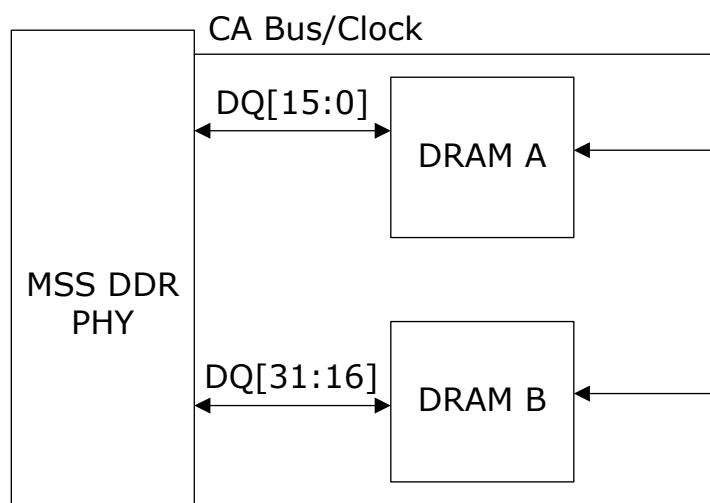 CA Bus/Clock
DQ[15:0]
DRAM A
MSS DDR
PHY
DQ[31:16]
DRAM B